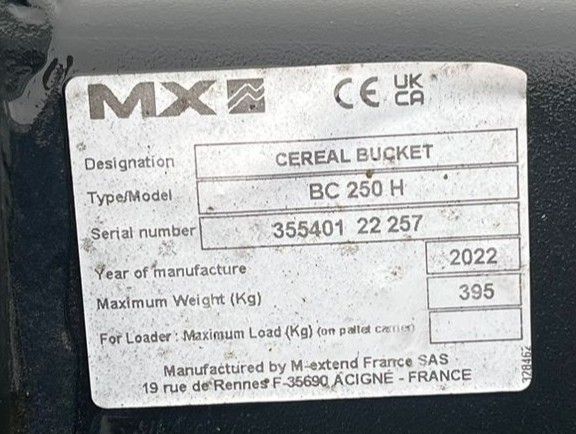 MX
CE UK CA
Designation CEREAL BUCKET
Type/Model BC 250 H
Serial number 355401 22 257
Year of manufacture 2022
Maximum Weight (Kg) 395
For Loader : Maximum Load (Kg) (on pallet carrier)
Manufactured by M-extend France SAS
19 rue de Rennes F-35690 ACIGNÉ - FRANCE
328462